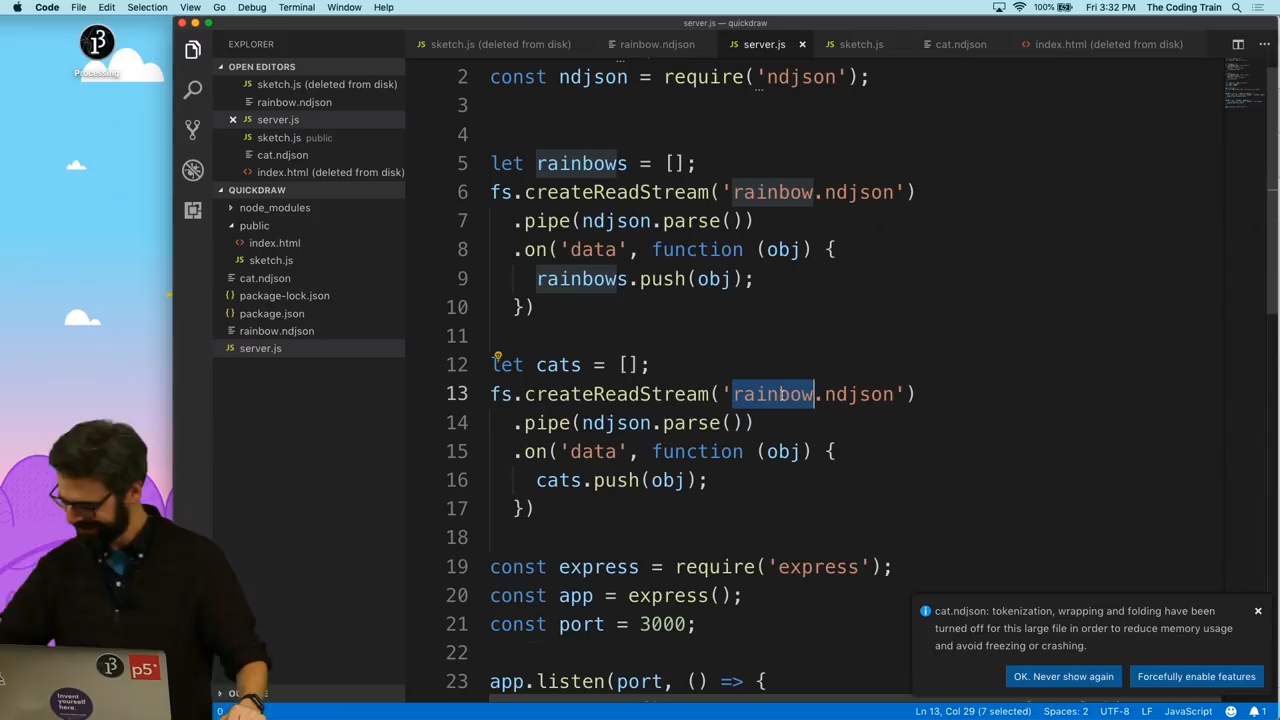 Code File Edit Selection View Go Debug Terminal Window Help
100% Fri 3:32 PM The Coding Train
server.js — quickdraw
Processing
EXPLORER
OPEN EDITORS
sketch.js (deleted from disk)
rainbow.ndjson
server.js
sketch.js public
cat.ndjson
index.html (deleted from disk)
QUICKDRAW
node_modules
public
index.html
sketch.js
cat.ndjson
package-lock.json
package.json
rainbow.ndjson
server.js
sketch.js (deleted from disk) rainbow.ndjson server.js sketch.js cat.ndjson index.html (deleted from disk)
2 const ndjson = require('ndjson');
3
4
5 let rainbows = [];
6 fs.createReadStream('rainbow.ndjson')
7 .pipe(ndjson.parse())
8 .on('data', function (obj) {
9 rainbows.push(obj);
10 })
11
12 let cats = [];
13 fs.createReadStream('rainbow.ndjson')
14 .pipe(ndjson.parse())
15 .on('data', function (obj) {
16 cats.push(obj);
17 })
18
19 const express = require('express');
20 const app = express();
21 const port = 3000;
22
23 app.listen(port, () => {
cat.ndjson: tokenization, wrapping and folding have been
turned off for this large file in order to reduce memory usage
and avoid freezing or crashing.
OK. Never show again Forcefully enable features
p5*
Invent
yourself
here.
0
Ln 13, Col 29 (7 selected) Spaces: 2 UTF-8 LF JavaScript 1